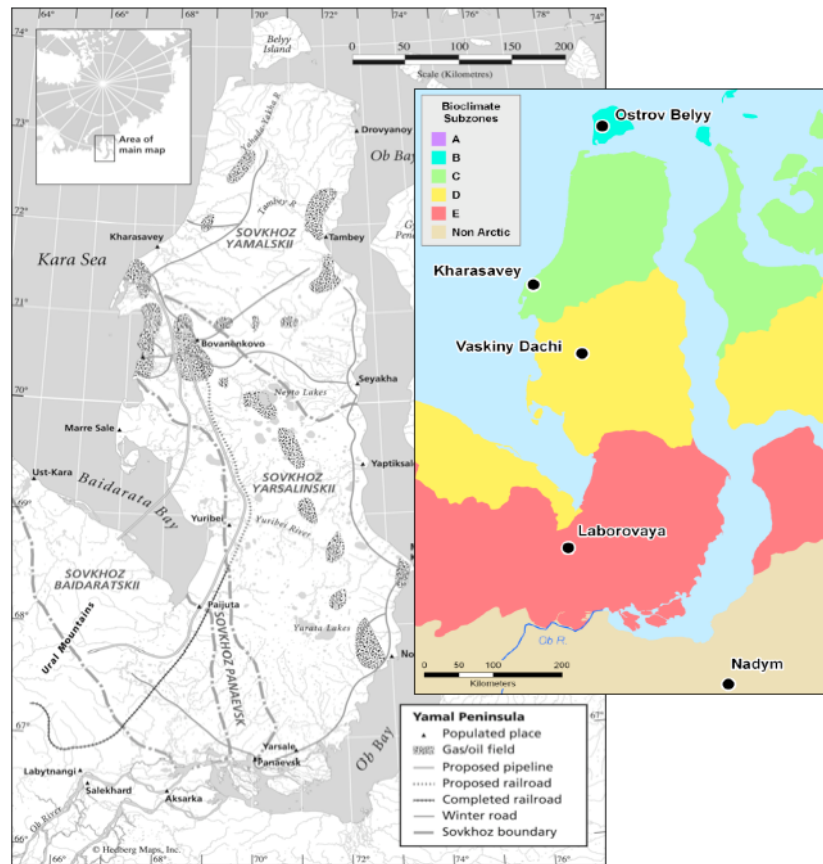 64°
66°
68°
70°
72°
74°
76°
74°
Belyy
Island
0
50
100
150
200
Scale (Kilometres)
Area of
main map
73°
Yakhada-Yakha R.
Drovyanoy
Ob Bay
72°
Tambey R.
Kharasavey
SOVKHOZ
YAMALSKII
Tambey
Kara Sea
71°
Bovanenkovo
Seyakha
70°
Neyto Lakes
Marre Sale
Ust-Kara
SOVKHOZ
YARSALINSKII
Yaptiksale
69°
Baidarata Bay
Yuribei
Yuribei River
SOVKHOZ
BAIDARATSKII
68°
Paijuta
SOVKHOZ PANAEVSK
Yarata Lakes
Ural Mountains
67°
67°
Ob Bay
Yarsale
Panaevsk
Labytnangi
Salekhard
Aksarka
Ob River
66°
© Hedberg Maps, Inc.
66°
68°
70°
72°
Yamal Peninsula
Populated place
Gas/oil field
Proposed pipeline
Proposed railroad
Completed railroad
Winter road
Sovkhoz boundary
Bioclimate
Subzones
A
B
C
D
E
Non Arctic
Ostrov Belyy
Kharasavey
Vaskiny Dachi
Laborovaya
Ob R.
0
50
100
200
Kilometers
Nadym